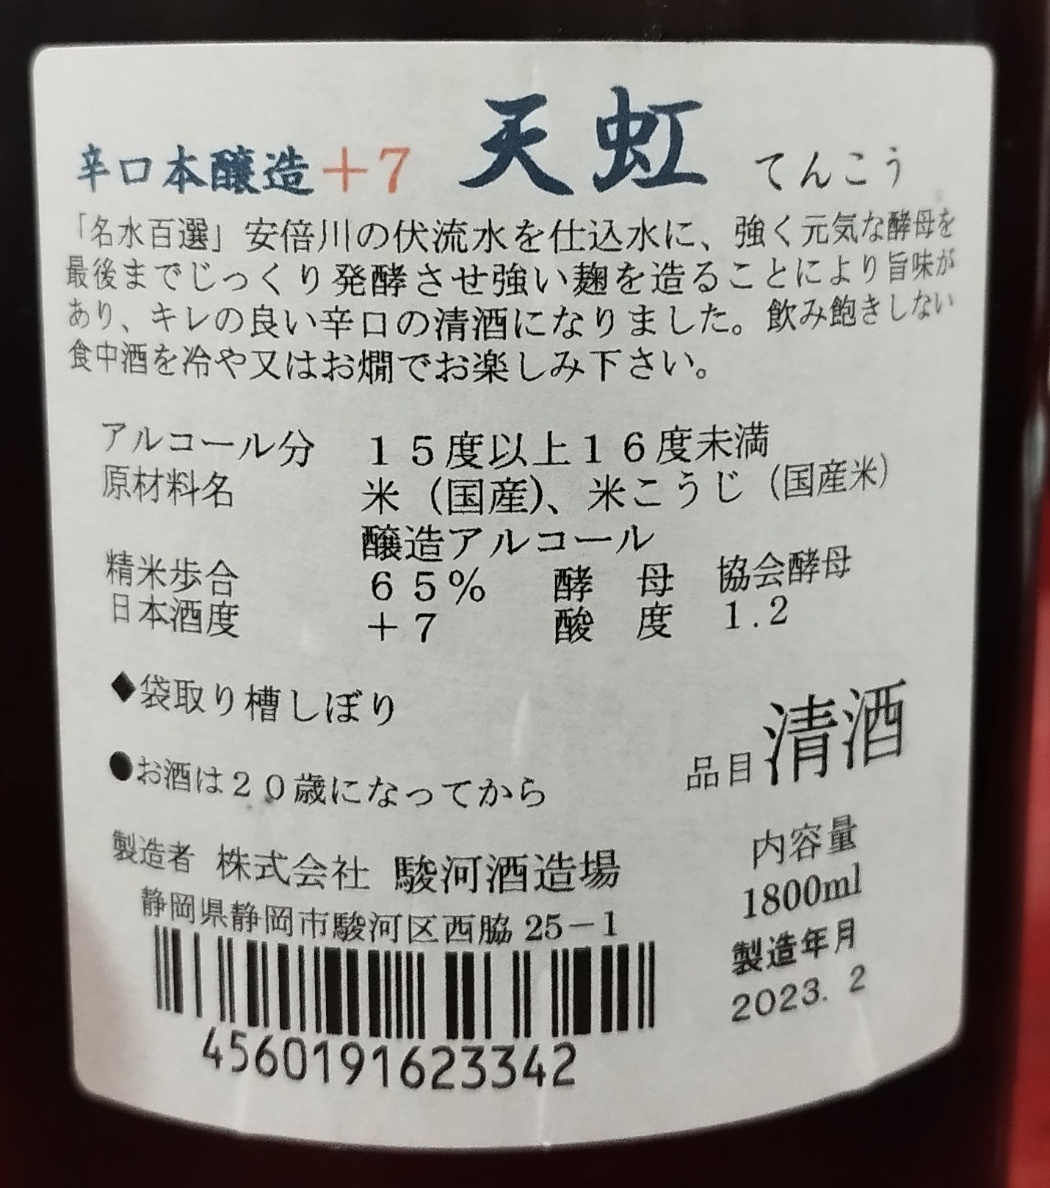 辛口本醸造+7 天虹 てんこう
「名水百選」安倍川の伏流水を仕込水に、強く元気な酵母を
最後までじっくり発酵させ強い麹を造ることにより旨味が
あり、キレの良い辛口の清酒になりました。飲み飽きしない
食中酒を冷や又はお燗でお楽しみ下さい。
アルコール分 15度以上16度未満
原材料名 米(国産)、米こうじ(国産米)
醸造アルコール
精米歩合 65% 酵母 協会酵母
日本酒度 +7 酸度 1.2
◆袋取り槽しぼり
品目 清酒
●お酒は20歳になってから
製造者 株式会社 駿河酒造場
静岡県静岡市駿河区西脇25-1
内容量
1800ml
製造年月
2023. 2
4560191623342